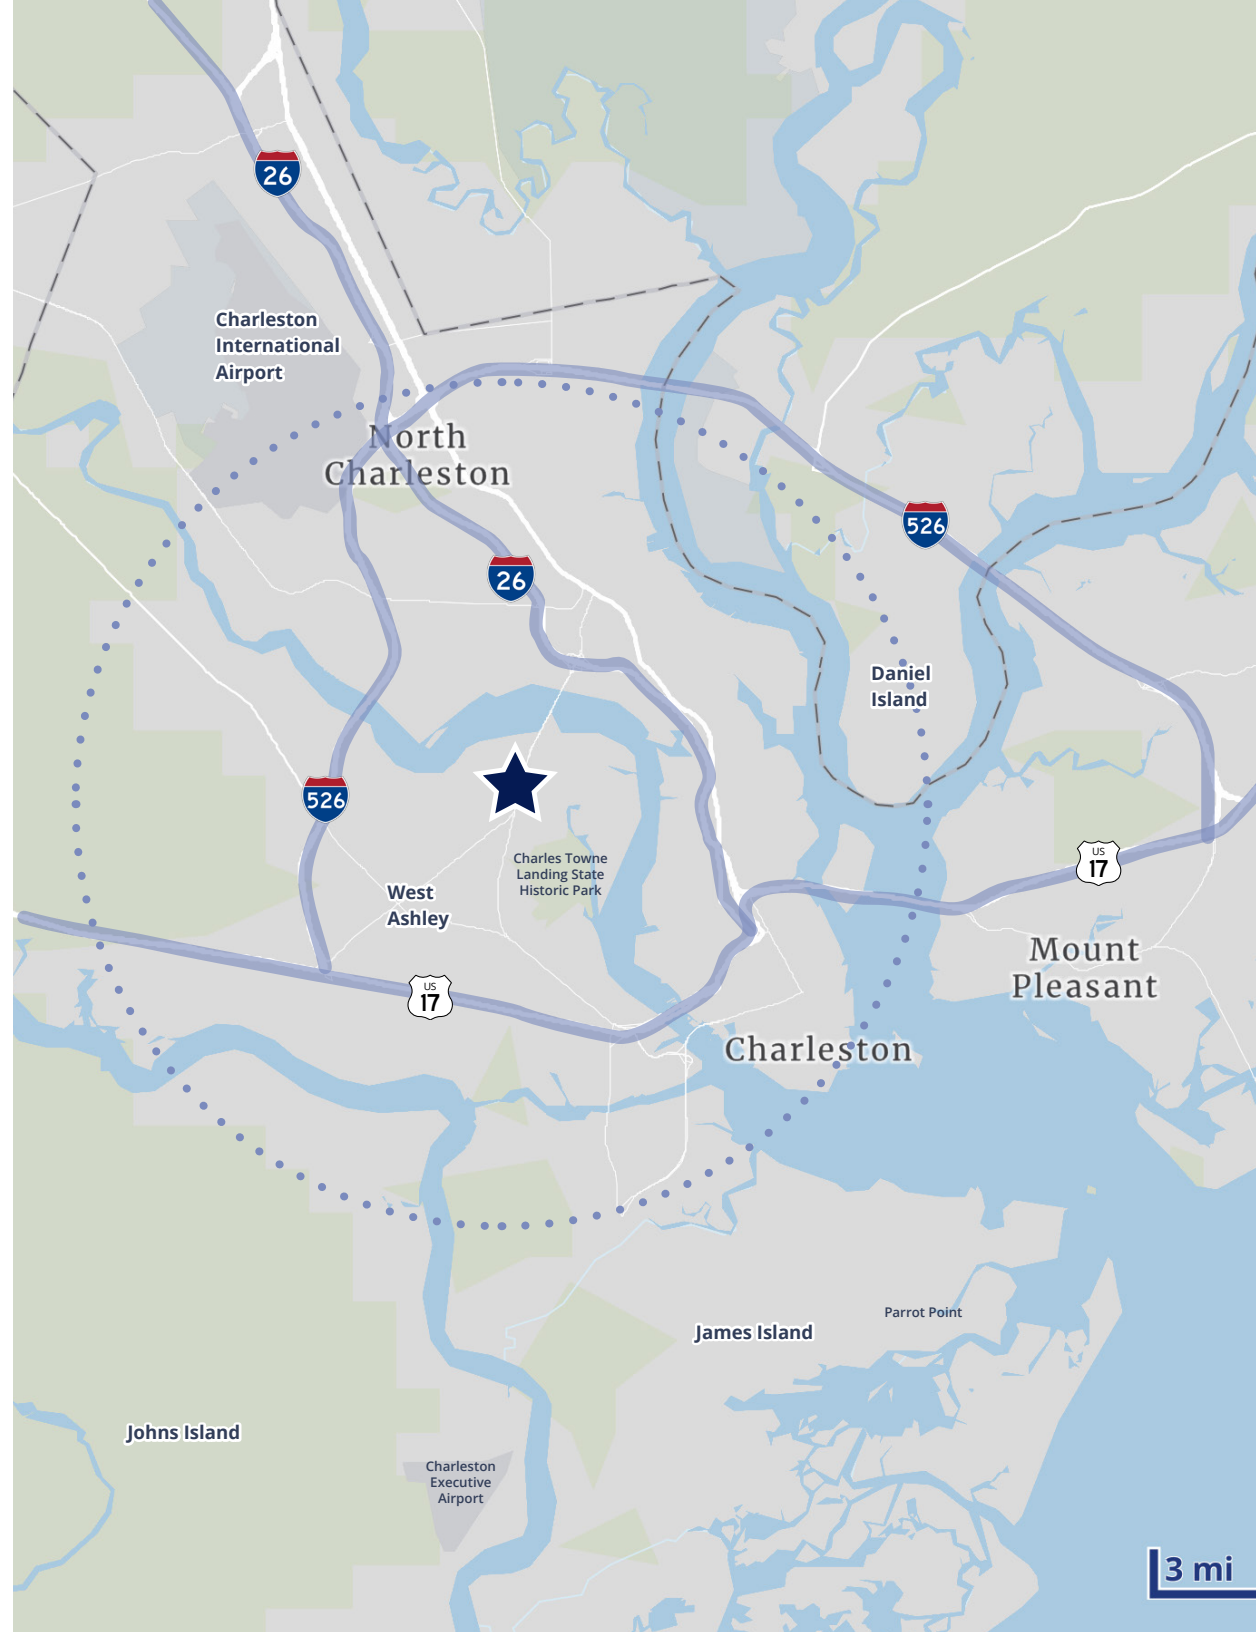 26
Charleston
International
Airport
North
Charleston
526
26
Daniel
Island
526
Charles Towne
Landing State
Historic Park
US
17
West
Ashley
US
17
Mount
Pleasant
Charleston
Parrot Point
James Island
Johns Island
Charleston
Executive
Airport
3 mi